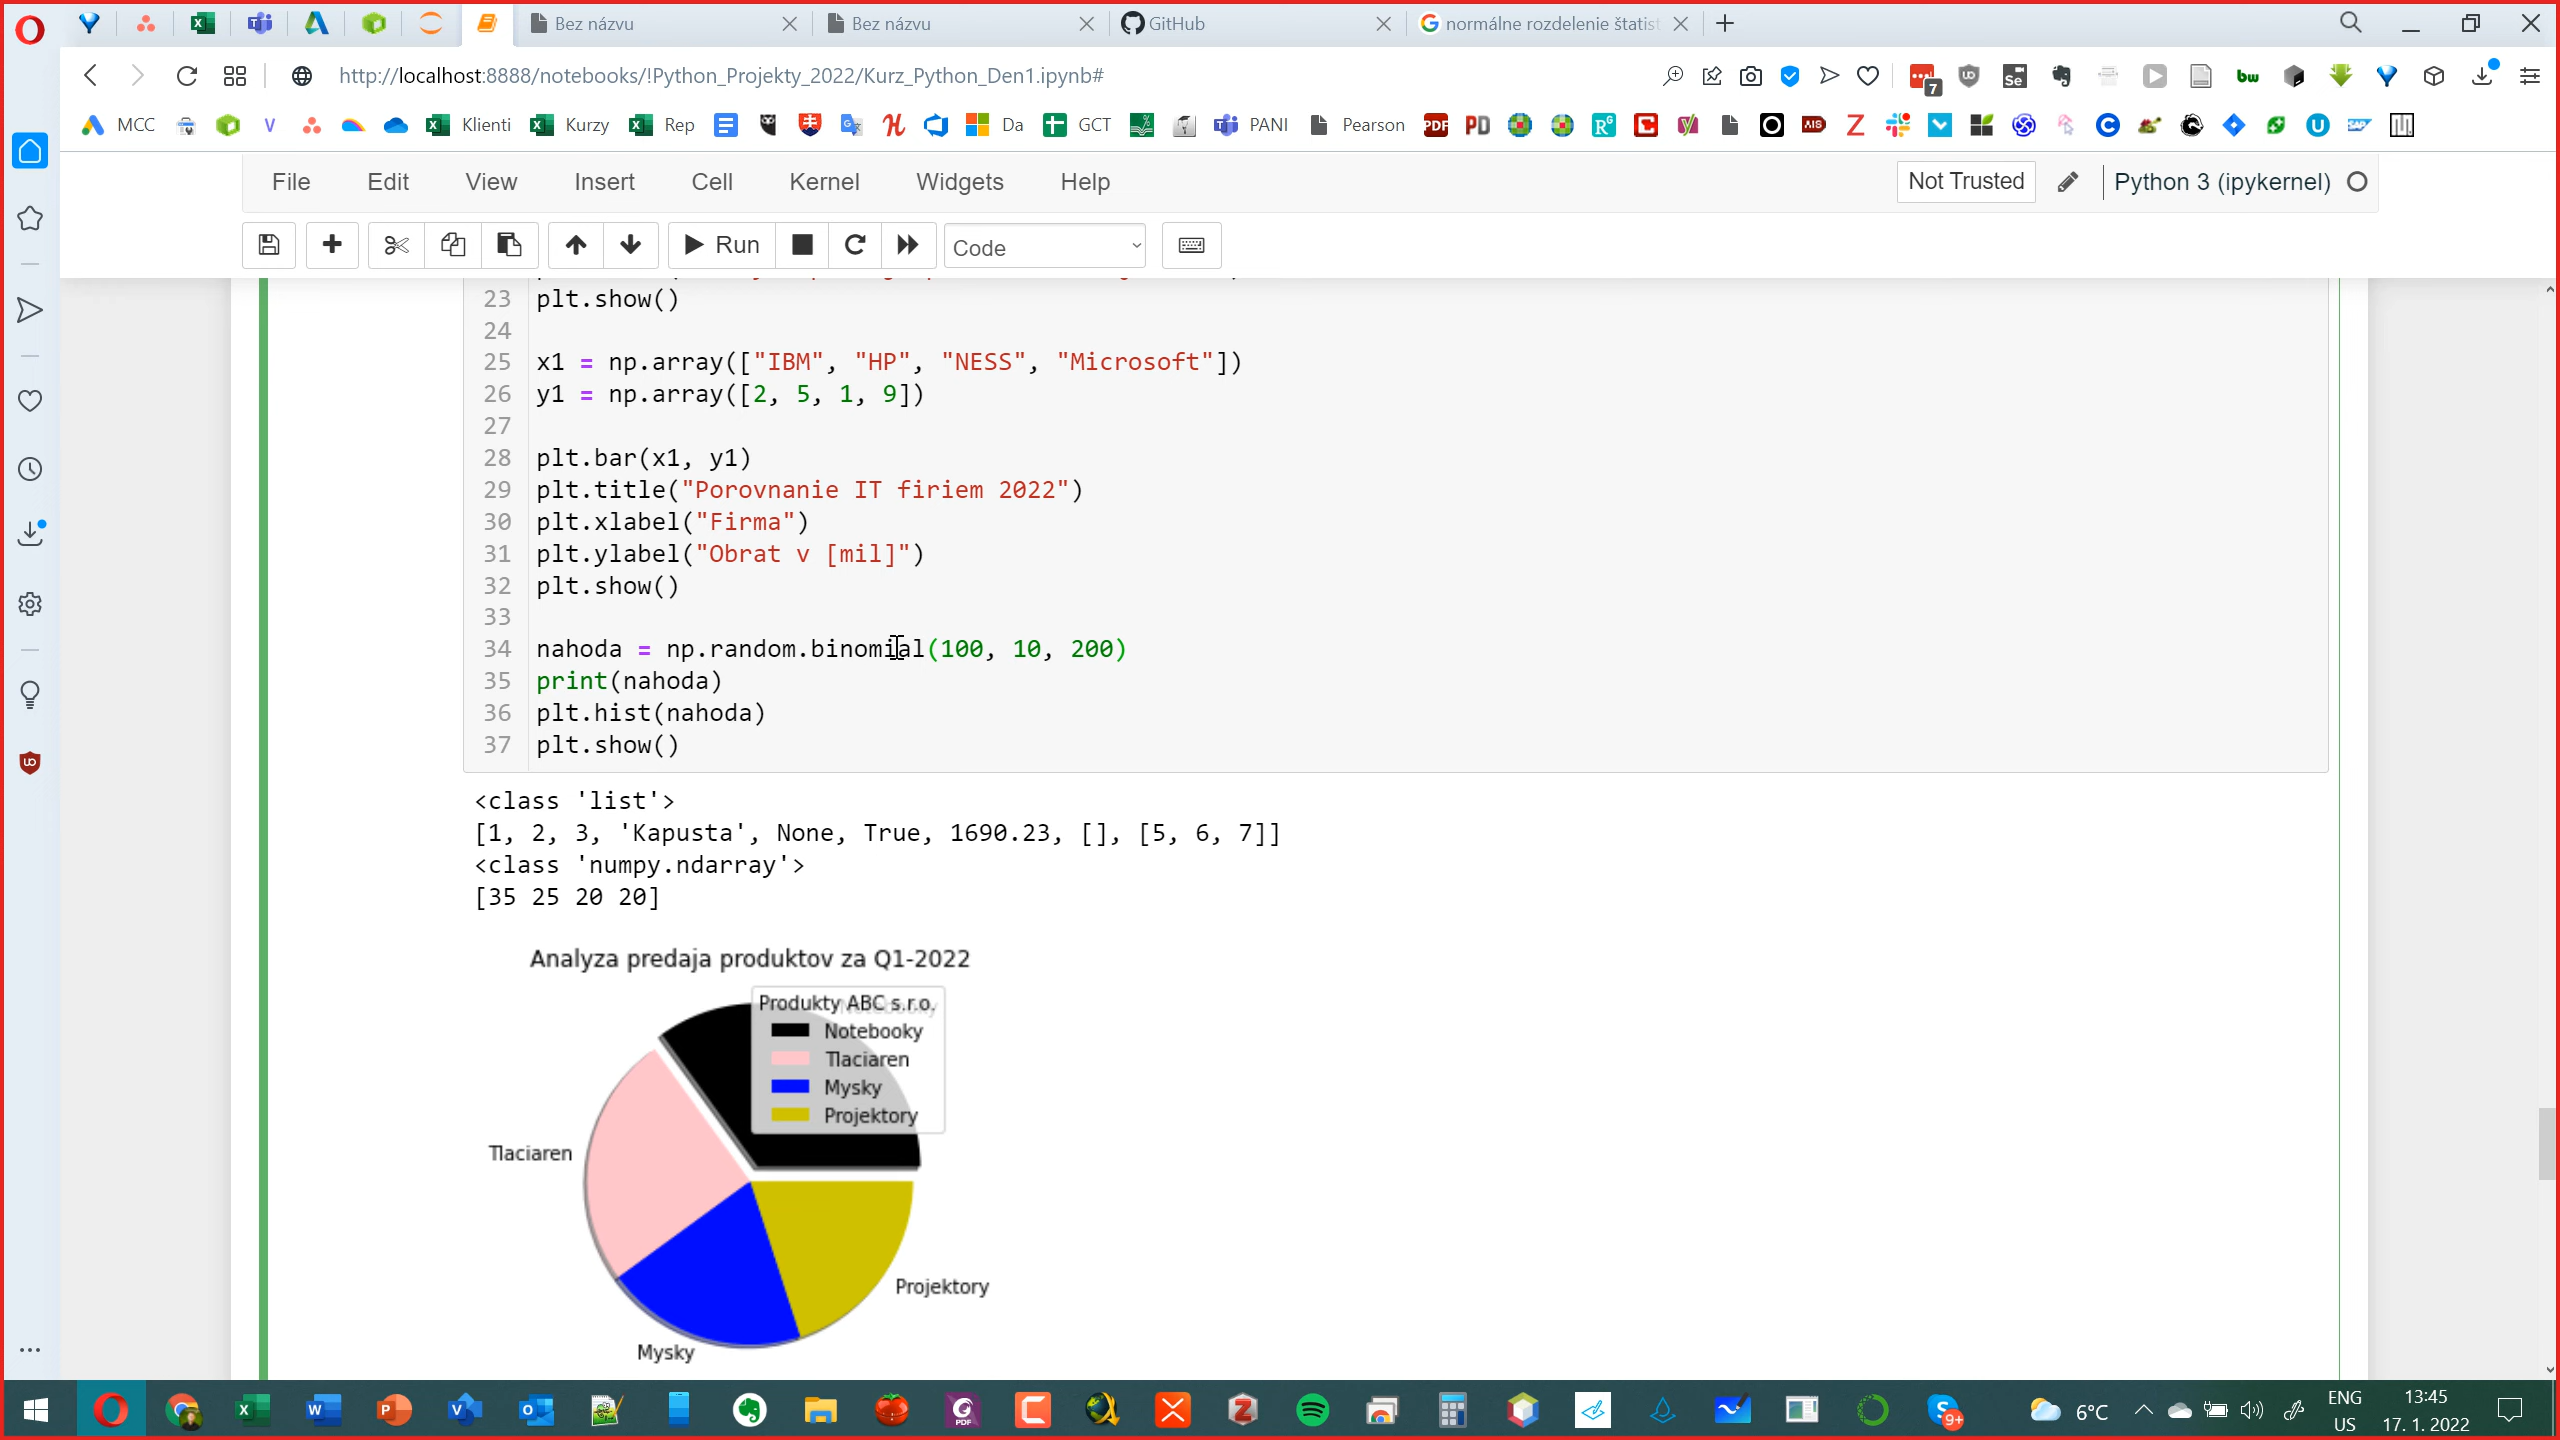 Bez názvu
Bez názvu
GitHub
normálne rozdelenie štatist
http://localhost:8888/notebooks/!Python_Projekty_2022/Kurz_Python_Den1.ipynb#
7
MCC
V
Klienti
Kurzy
Rep
Da
GCT
PANI
Pearson
PDF
PD
AIS
File
Edit
View
Insert
Cell
Kernel
Widgets
Help
Not Trusted
Python 3 (ipykernel)
Run
Code
23 plt.show()
24
25 x1 = np.array(["IBM", "HP", "NESS", "Microsoft"])
26 y1 = np.array([2, 5, 1, 9])
27
28 plt.bar(x1, y1)
29 plt.title("Porovnanie IT firiem 2022")
30 plt.xlabel("Firma")
31 plt.ylabel("Obrat v [mil]")
32 plt.show()
33
34 nahoda = np.random.binomial(100, 10, 200)
35 print(nahoda)
36 plt.hist(nahoda)
37 plt.show()
<class 'list'>
[1, 2, 3, 'Kapusta', None, True, 1690.23, [], [5, 6, 7]]
<class 'numpy.ndarray'>
[35 25 20 20]
Analyza predaja produktov za Q1-2022
Produkty ABC s.r.o.
Notebooky
Tlaciaren
Mysky
Projektory
Tlaciaren
Projektory
Mysky
6°C
ENG
US
13:45
17. 1. 2022